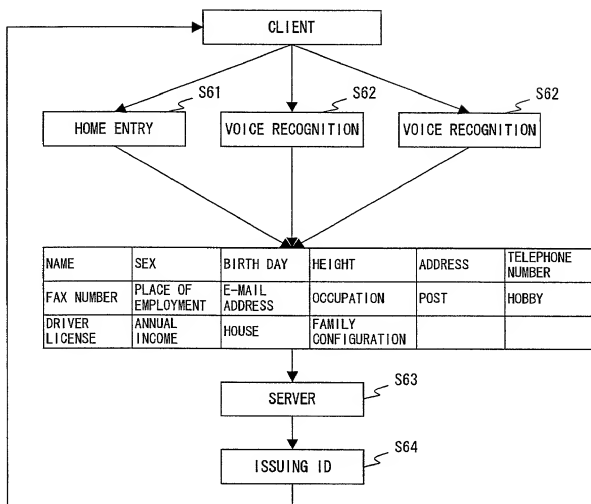 CLIENT
S61
S62
S62
HOME ENTRY
VOICE RECOGNITION
VOICE RECOGNITION
NAME
SEX
BIRTH DAY
HEIGHT
ADDRESS
TELEPHONE
NUMBER
FAX NUMBER
PLACE OF
EMPLOYMENT
E-MAIL
ADDRESS
OCCUPATION
POST
HOBBY
DRIVER
LICENSE
ANNUAL
INCOME
HOUSE
FAMILY
CONFIGURATION
S63
SERVER
S64
ISSUING ID